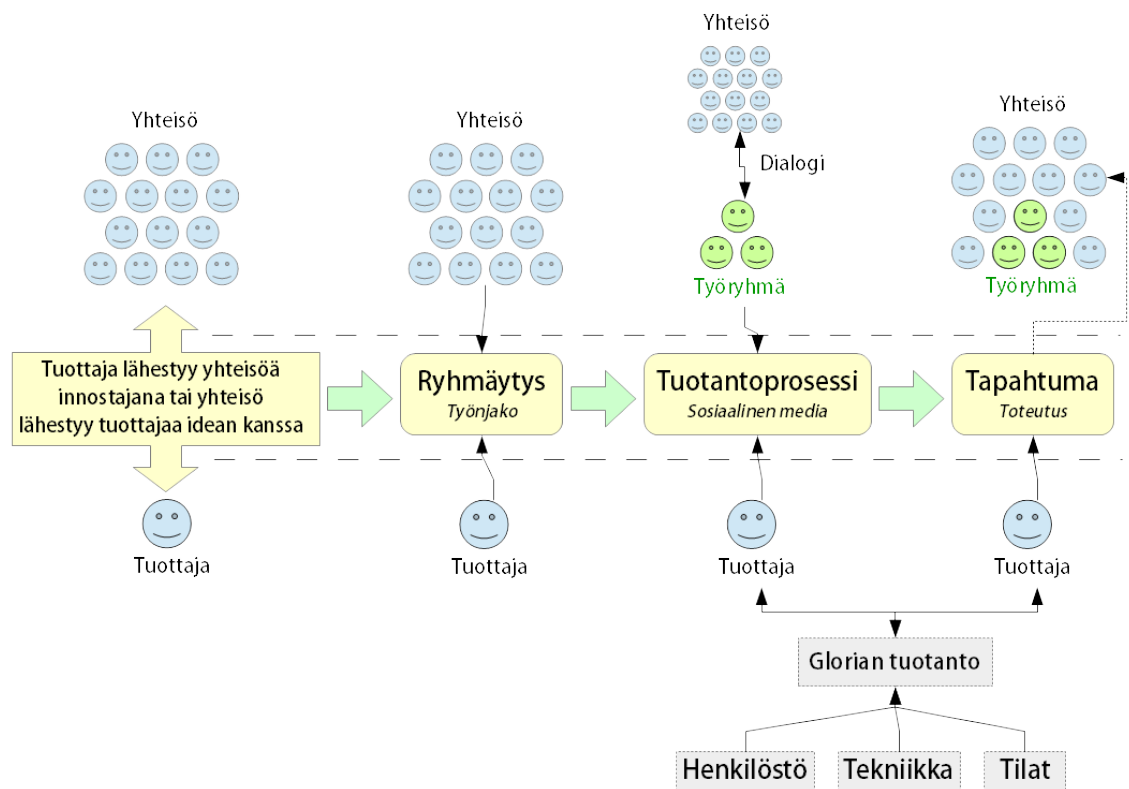 Yhteisö
Yhteisö
Yhteisö
Yhteisö
Dialogi
Työryhmä
Työryhmä
Tuottaja lähestyy yhteisöä
innostajana tai yhteisö
lähestyy tuottajaa idean kanssa
Ryhmäytys
Työnjako
Tuotantoprosessi
Sosiaalinen media
Tapahtuma
Toteutus
Tuottaja
Tuottaja
Tuottaja
Tuottaja
Glorian tuotanto
Henkilöstö
Tekniikka
Tilat